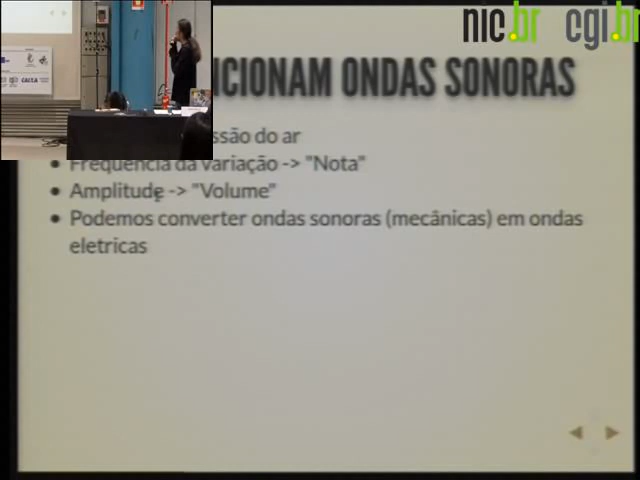 nic.br cgi.br
CIONAM ONDAS SONORAS
ssão do ar
Frequência da variação -> "Nota"
Amplitude -> "Volume"
Podemos converter ondas sonoras (mecânicas) em ondas
eletricas
CAIXA